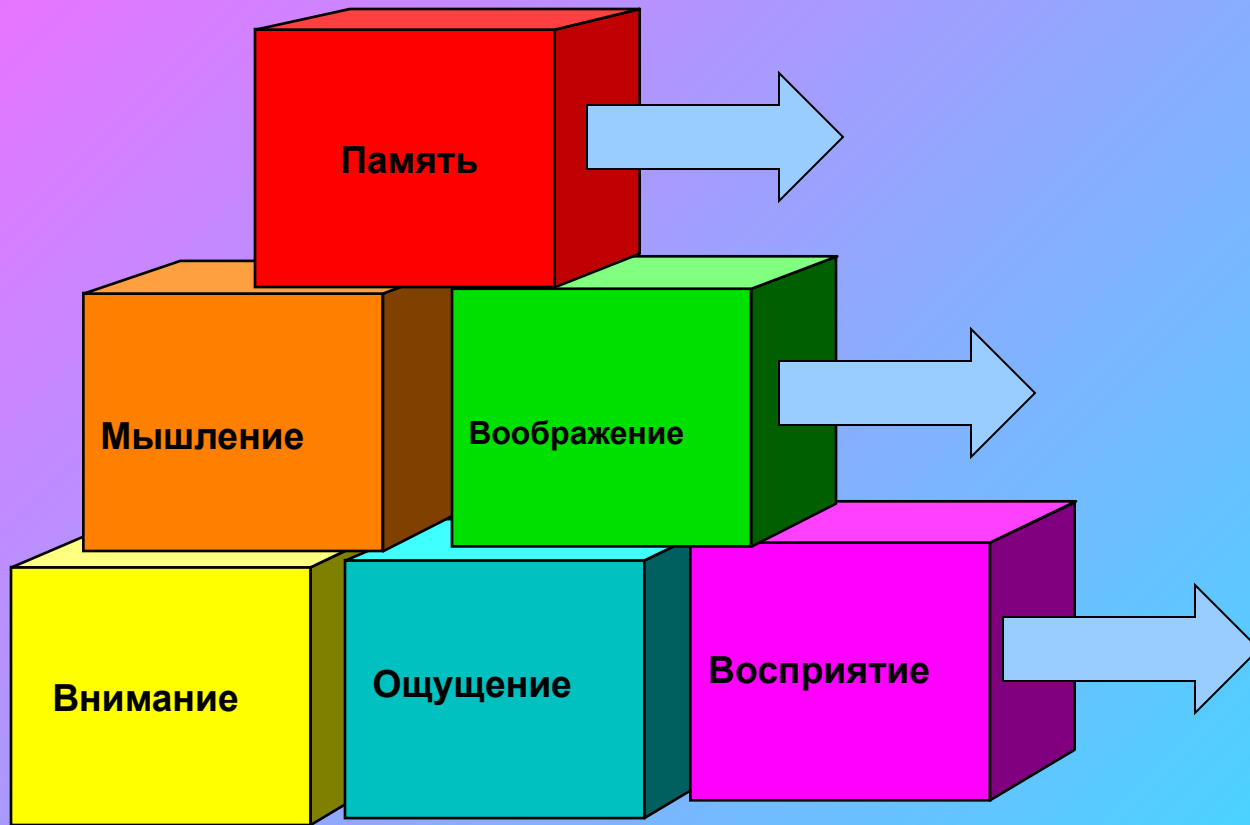 Память
Мышление
Воображение
Внимание
Ощущение
Восприятие